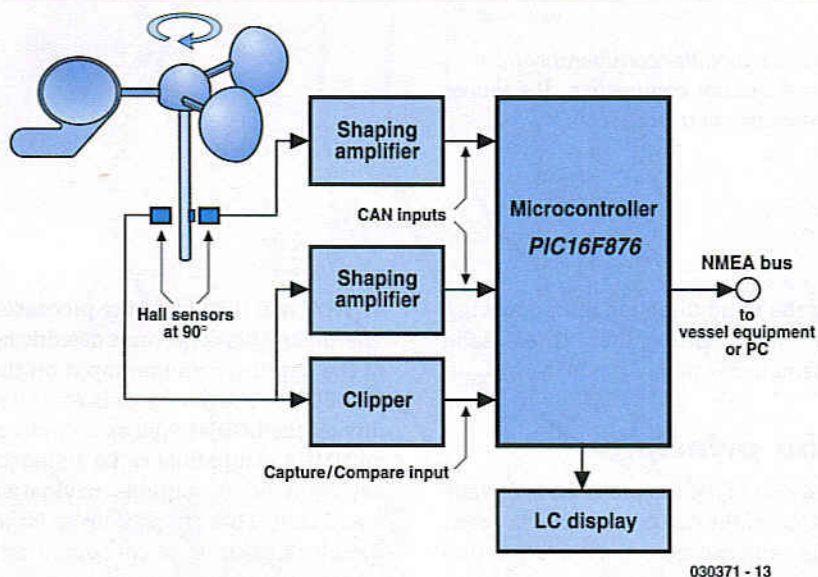 Shaping
amplifier
CAN inputs
Microcontroller
PIC16F876
NMEA bus
to
vessel equipment
or PC
Hall sensors
at 90°
Shaping
amplifier
Clipper
Capture/Compare input
LC display
030371 - 13